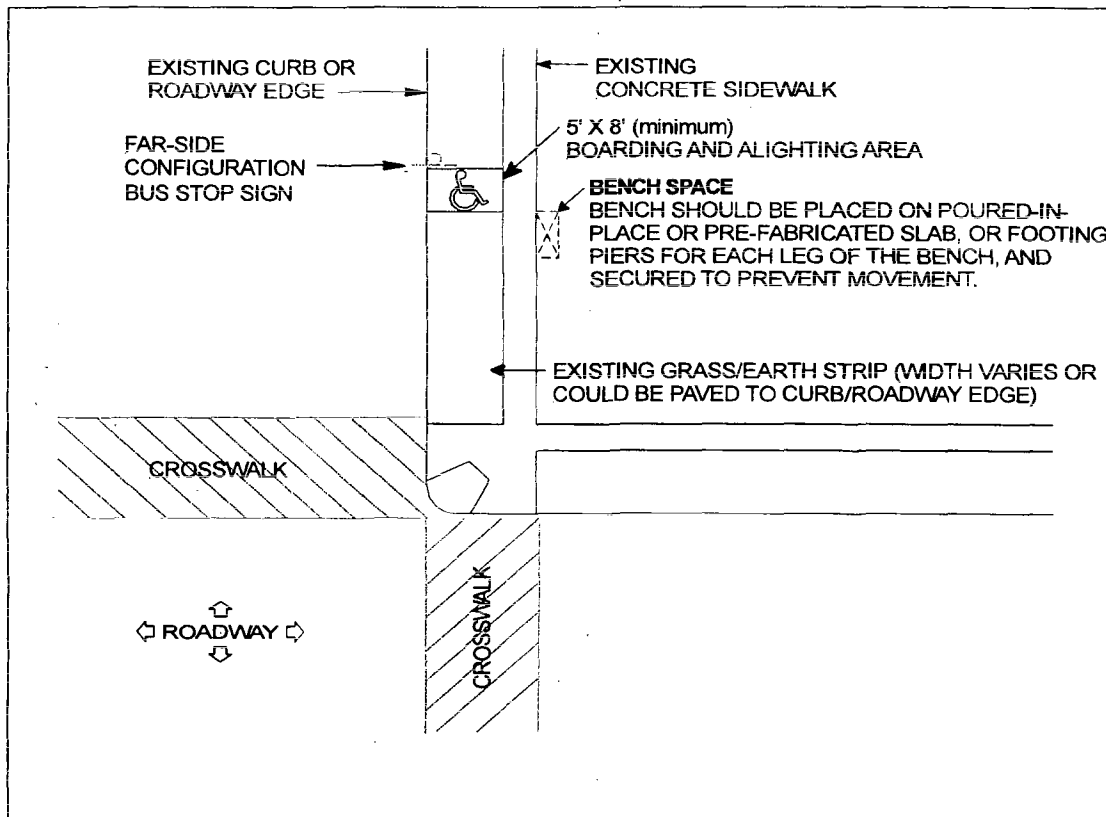 EXISTING CURB OR
ROADWAY EDGE
EXISTING
CONCRETE SIDEWALK
FAR-SIDE
CONFIGURATION
BUS STOP SIGN
5' X 8' (minimum)
BOARDING AND ALIGHTING AREA
BENCH SPACE
BENCH SHOULD BE PLACED ON POURED-IN-
PLACE OR PRE-FABRICATED SLAB, OR FOOTING
PIERS FOR EACH LEG OF THE BENCH, AND
SECURED TO PREVENT MOVEMENT.
EXISTING GRASS/EARTH STRIP (WIDTH VARIES OR
COULD BE PAVED TO CURB/ROADWAY EDGE)
CROSSWALK
CROSSWALK
ROADWAY